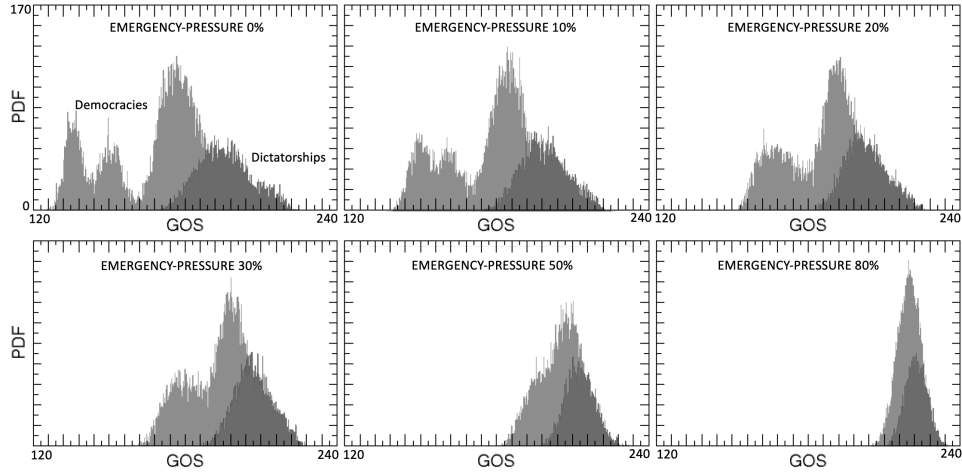 170
EMERGENCY-PRESSURE 0%
EMERGENCY-PRESSURE 10%
EMERGENCY-PRESSURE 20%
PDF
Democracies
Dictatorships
0
120
GOS
240
120
GOS
240
120
GOS
240
EMERGENCY-PRESSURE 30%
EMERGENCY-PRESSURE 50%
EMERGENCY-PRESSURE 80%
PDF
120
GOS
240
120
GOS
240
120
GOS
240